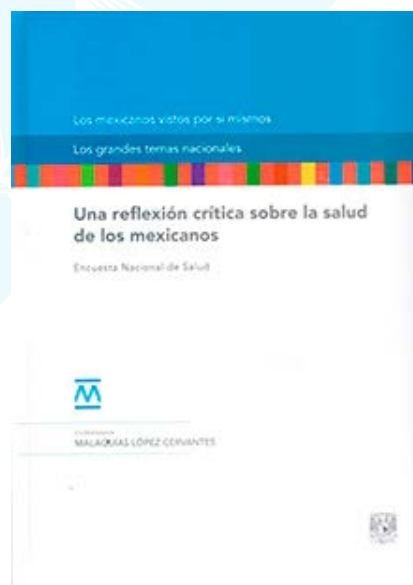 Los mexicanos vistos por sí mismos
Los grandes temas nacionales
Una reflexión crítica sobre la salud
de los mexicanos
Encuesta Nacional de Salud
M
MALAQUÍAS LÓPEZ CERVANTES